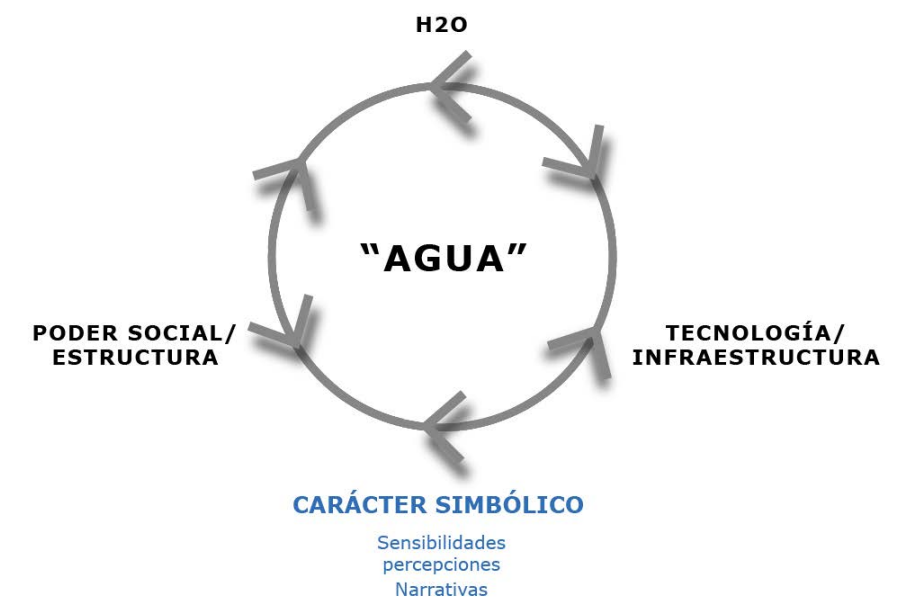 H2O
“AGUA”
PODER SOCIAL/
ESTRUCTURA
TECNOLOGÍA/
INFRAESTRUCTURA
CARÁCTER SIMBÓLICO
Sensibilidades
percepciones
Narrativas